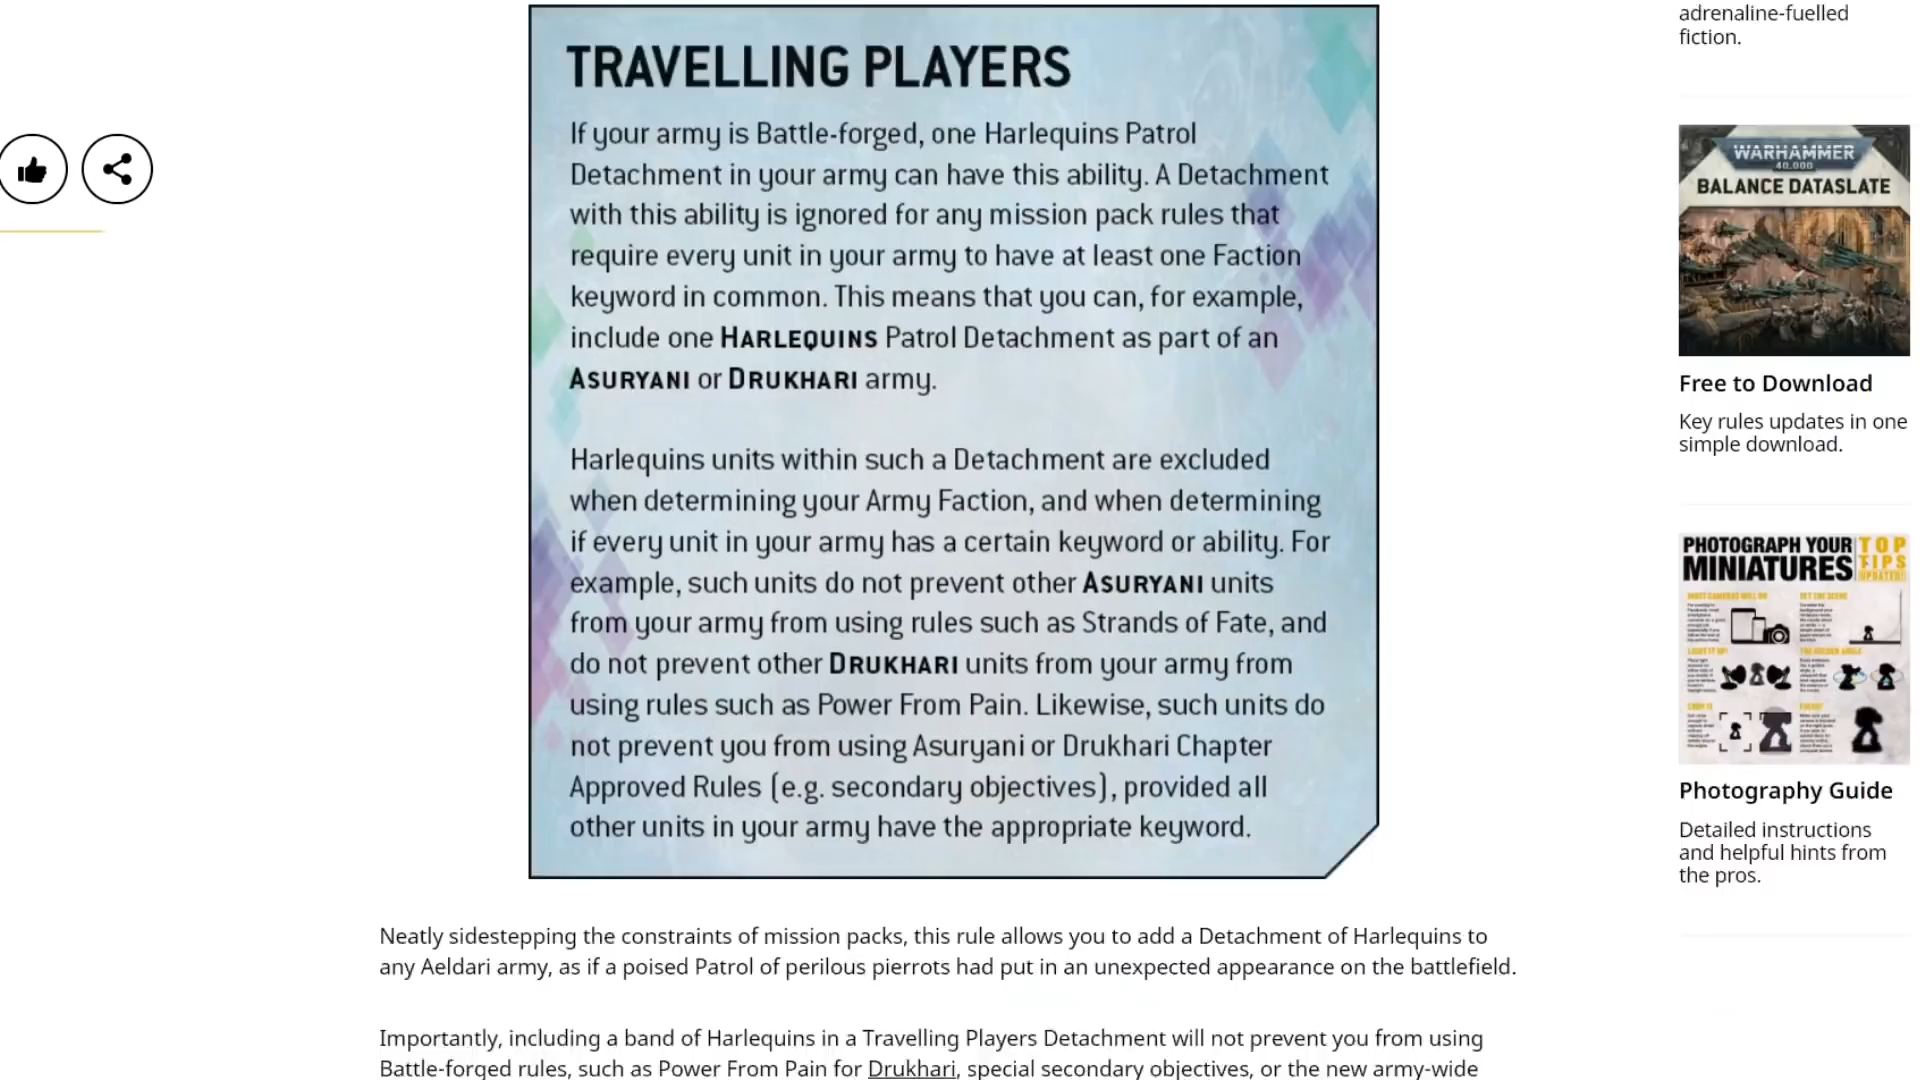 TRAVELLING PLAYERS
If your army is Battle-forged, one Harlequins Patrol
Detachment in your army can have this ability. A Detachment
with this ability is ignored for any mission pack rules that
require every unit in your army to have at least one Faction
keyword in common. This means that you can, for example,
include one HARLEQUINS Patrol Detachment as part of an
ASURYANI or DRUKHARI army.
Harlequins units within such a Detachment are excluded
when determining your Army Faction, and when determining
if every unit in your army has a certain keyword or ability. For
example, such units do not prevent other ASURYANI units
from your army from using rules such as Strands of Fate, and
do not prevent other DRUKHARI units from your army from
using rules such as Power From Pain. Likewise, such units do
not prevent you from using Asuryani or Drukhari Chapter
Approved Rules (e.g. secondary objectives), provided all
other units in your army have the appropriate keyword.
Neatly sidestepping the constraints of mission packs, this rule allows you to add a Detachment of Harlequins to
any Aeldari army, as if a poised Patrol of perilous pierrots had put in an unexpected appearance on the battlefield.
Importantly, including a band of Harlequins in a Travelling Players Detachment will not prevent you from using
Battle-forged rules, such as Power From Pain for Drukhari, special secondary objectives, or the new army-wide
adrenaline-fuelled
fiction.
WARHAMMER
40,000
BALANCE DATASLATE
Free to Download
Key rules updates in one
simple download.
PHOTOGRAPH YOUR
MINIATURES
TOP
TIPS
UPDATED!
Photography Guide
Detailed instructions
and helpful hints from
the pros.